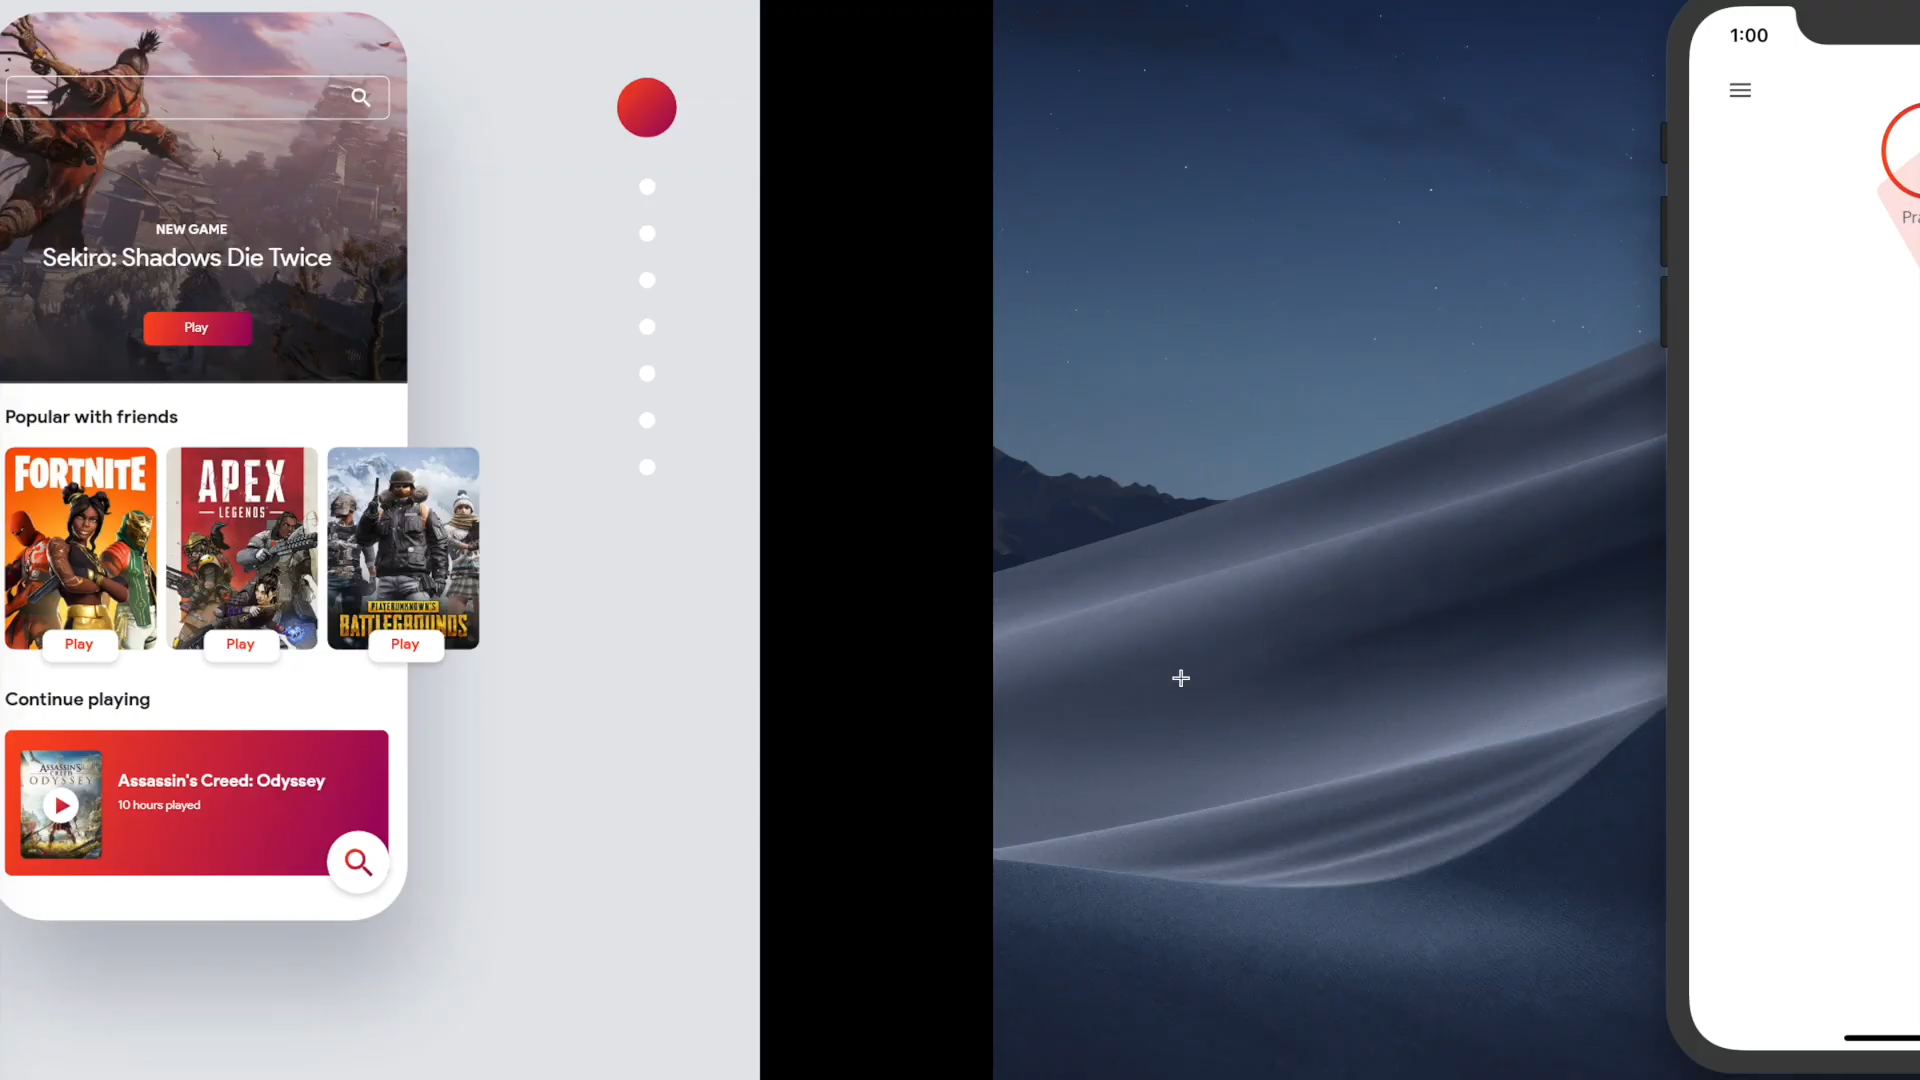 NEW GAME
Sekiro: Shadows Die Twice
Play
Popular with friends
FORTNITE
APEX
LEGENDS
PLAYERUNKNOWN'S
BATTLEGROUNDS
Play
Play
Play
Continue playing
ASSASSIN'S
CREED
ODYSSEY
Assassin's Creed: Odyssey
10 hours played
1:00
Pra